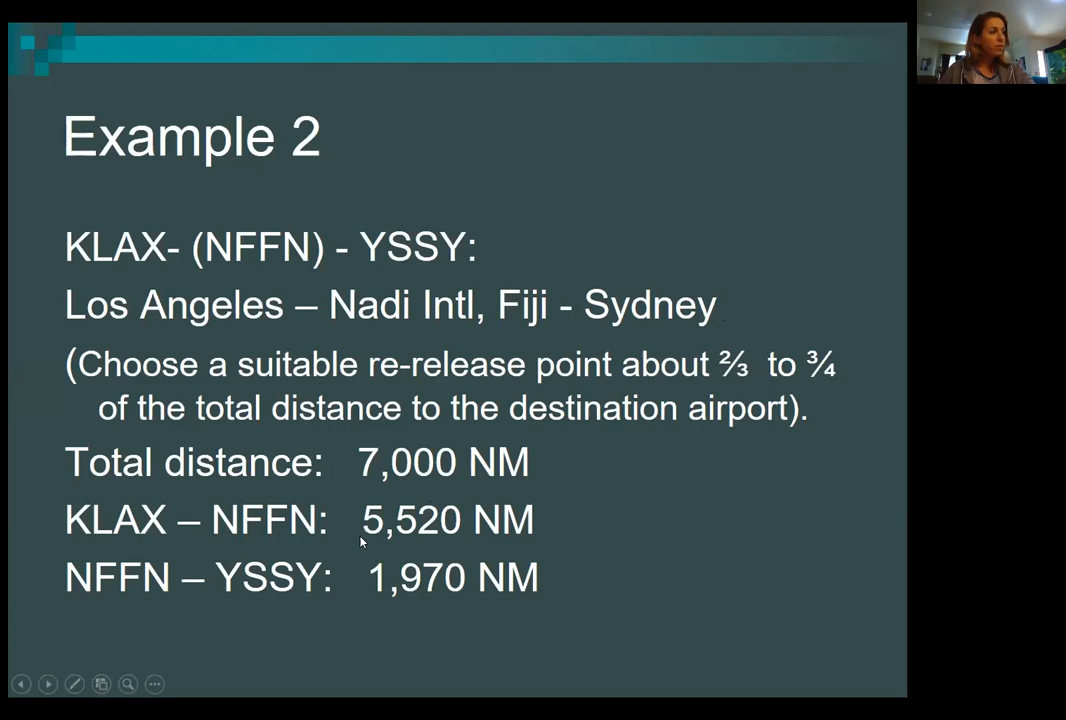 Example 2
KLAX- (NFFN) - YSSY:
Los Angeles – Nadi Intl, Fiji - Sydney
(Choose a suitable re-release point about ⅔ to ¾
of the total distance to the destination airport).
Total distance: 7,000 NM
KLAX – NFFN: 5,520 NM
NFFN – YSSY: 1,970 NM